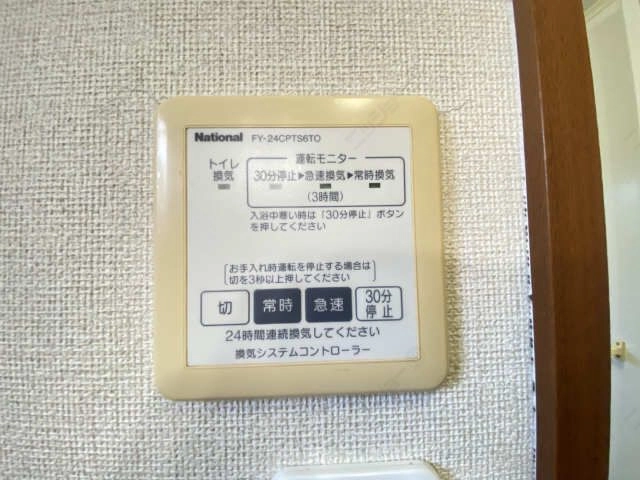 National FY-24CPTS6TO
トイレ
換気
運転モニター
30分停止▶急速換気▶常時換気
(3時間)
入浴中寒い時は「30分停止」ボタン
を押してください
お手入れ時運転を停止する場合は
切を3秒以上押してください
切 常時 急速 30分停止
24時間連続換気してください
換気システムコントローラー